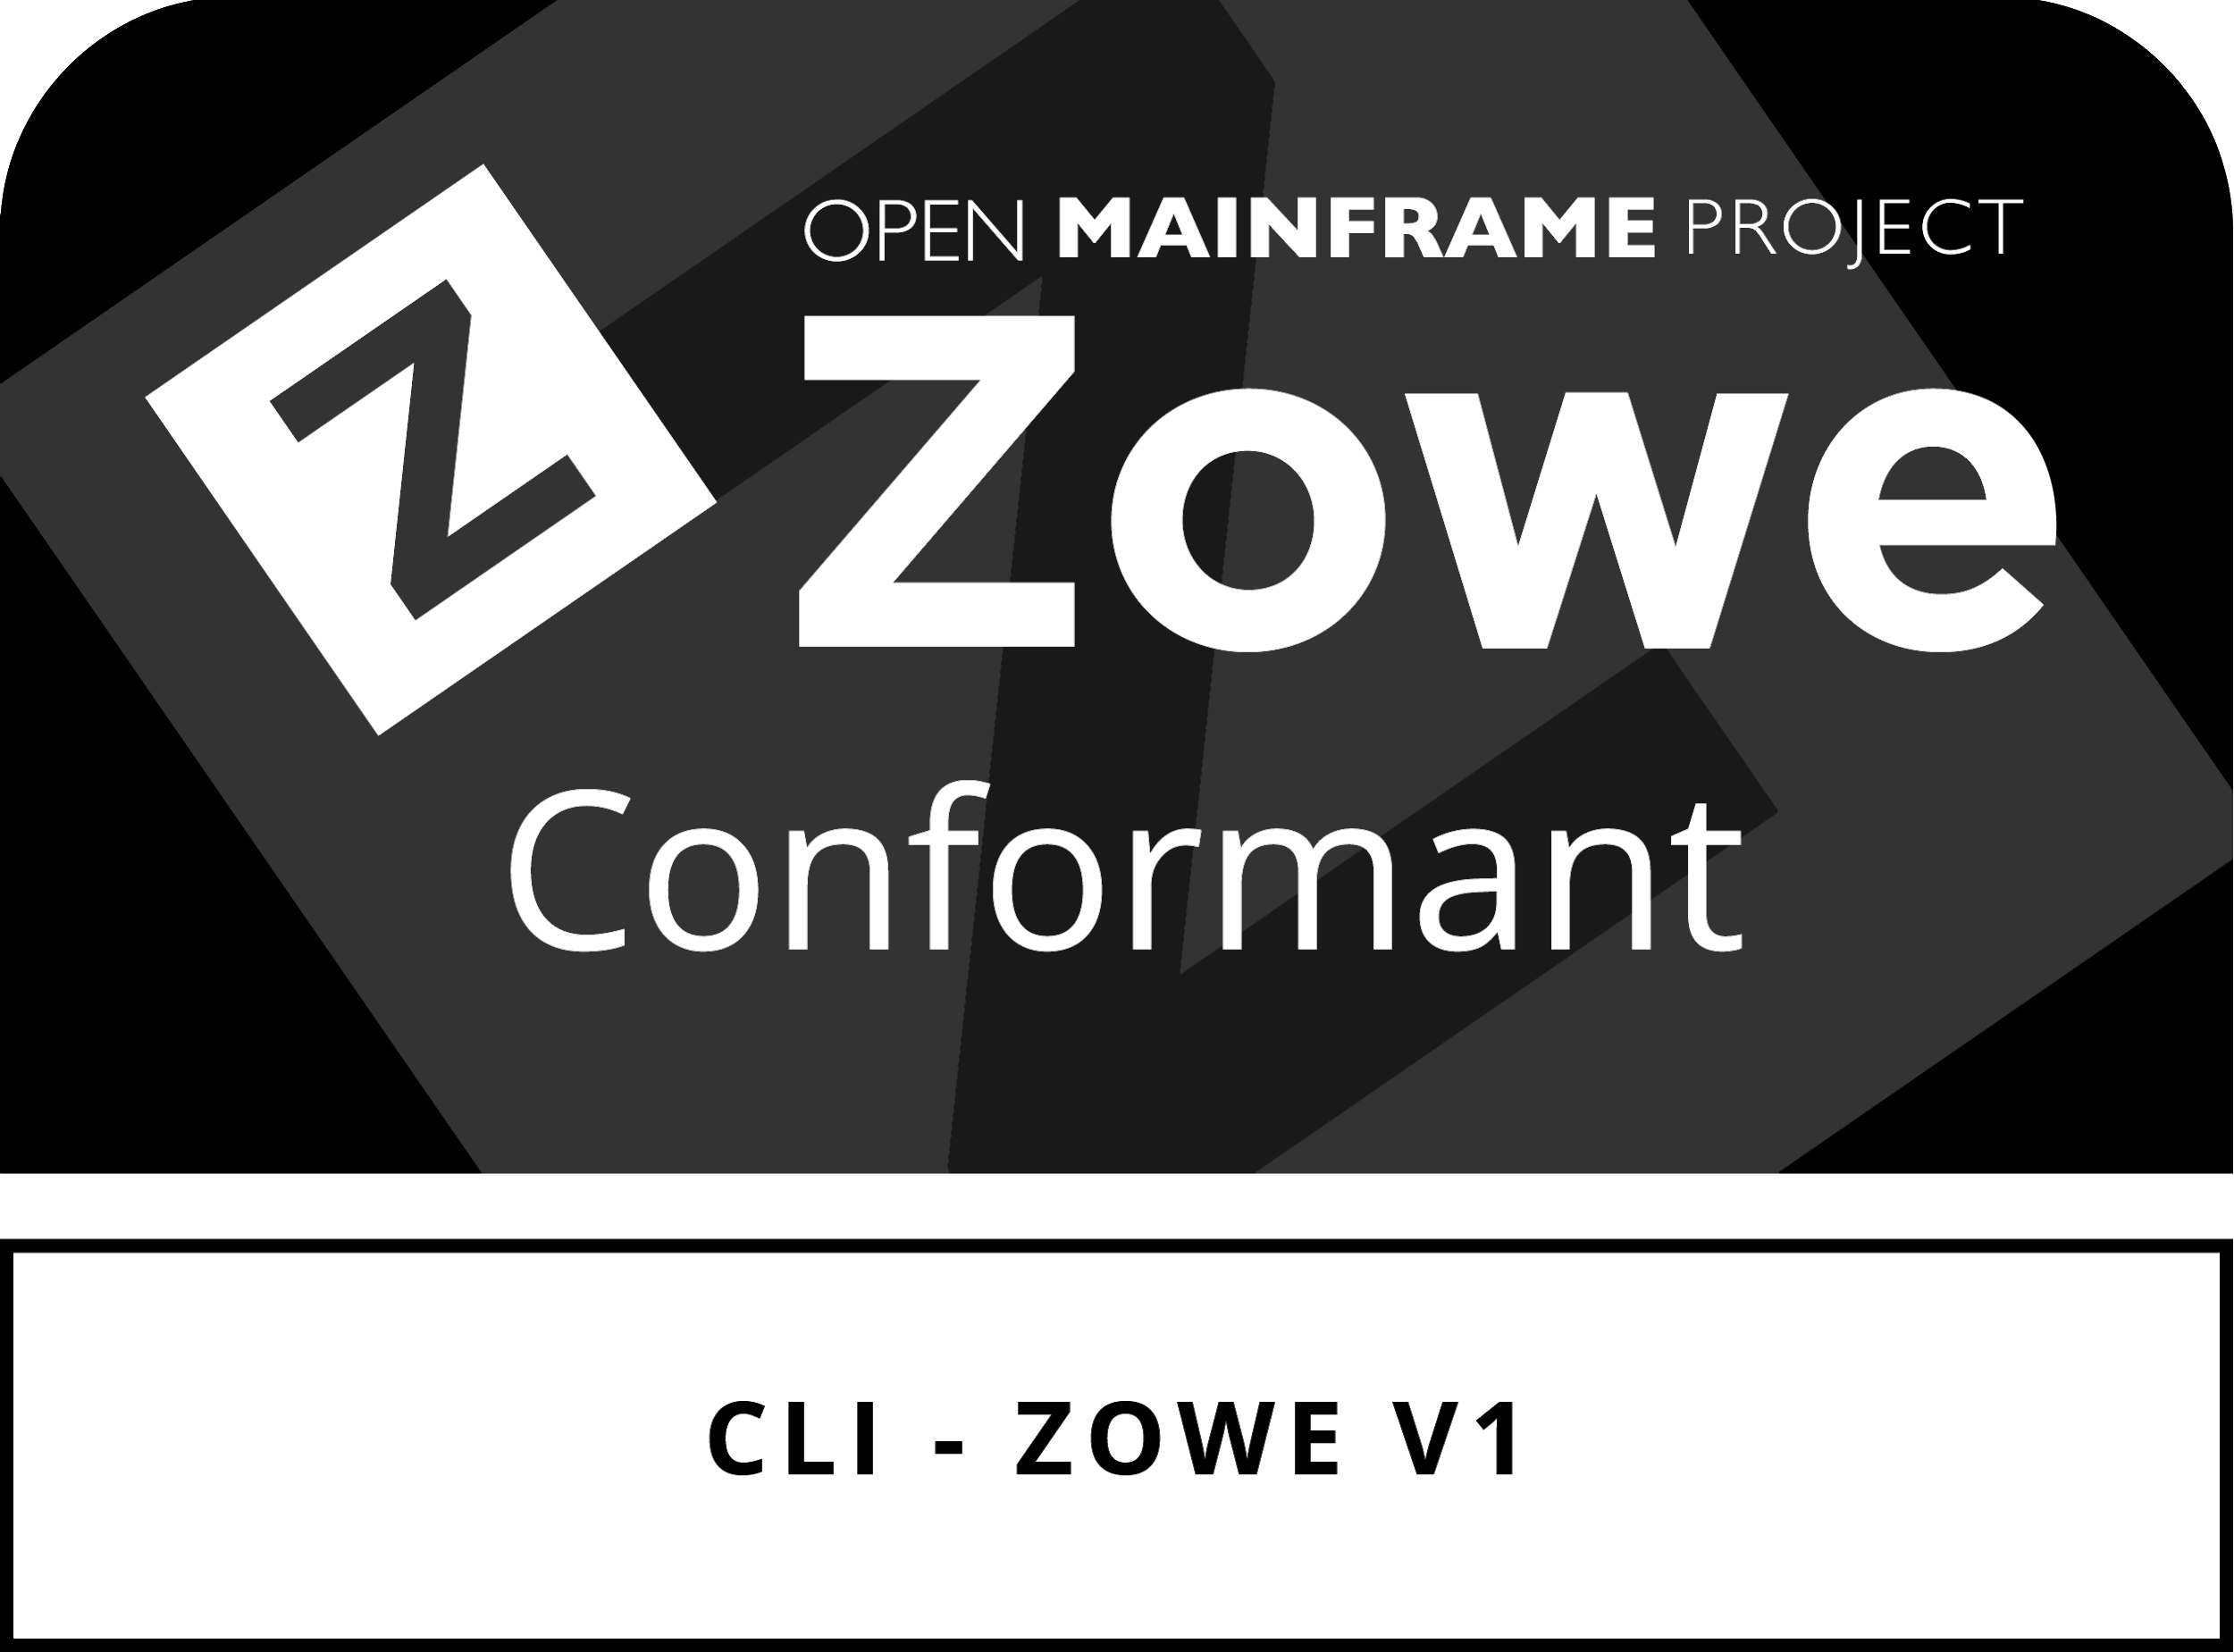 OPEN MAINFRAME PROJECT
Z Zowe
Conformant
CLI - ZOWE V1